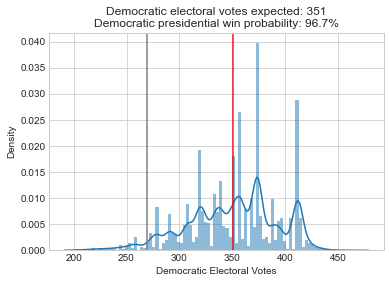 Democratic electoral votes expected: 351
Democratic presidential win probability: 96.7%
0.040
0.035
0.030
0.025
0.020
0.015
0.010
0.005
0.000
Density
200 250 300 350 400 450
Democratic Electoral Votes